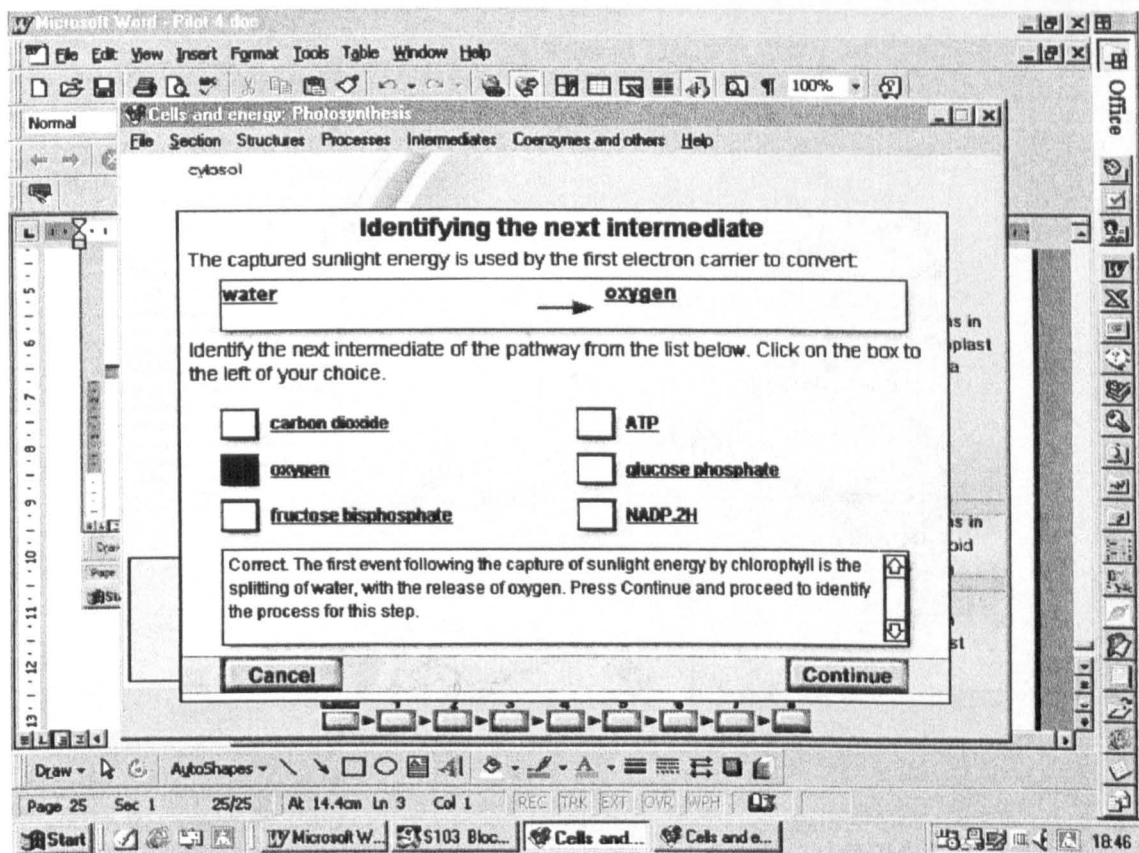 Microsoft Word - Pilot 4.doc
File Edit View Insert Format Tools Table Window Help
100%
Office
Normal
Cells and energy: Photosynthesis
File Section Structures Processes Intermediates Coenzymes and others Help
cytosol
Identifying the next intermediate
The captured sunlight energy is used by the first electron carrier to convert:
water
oxygen
Identify the next intermediate of the pathway from the list below. Click on the box to
the left of your choice.
carbon dioxide
ATP
oxygen
glucose phosphate
fructose bisphosphate
NADP.2H
Correct. The first event following the capture of sunlight energy by chlorophyll is the
splitting of water, with the release of oxygen. Press Continue and proceed to identify
the process for this step.
Cancel
Continue
Draw AutoShapes
Page 25 Sec 1 25/25 At 14.4cm Ln 3 Col 1 REC TRK EXT OVR WPH
Start Microsoft W... S103 Bloc... Cells and... Cells and e... 18:46